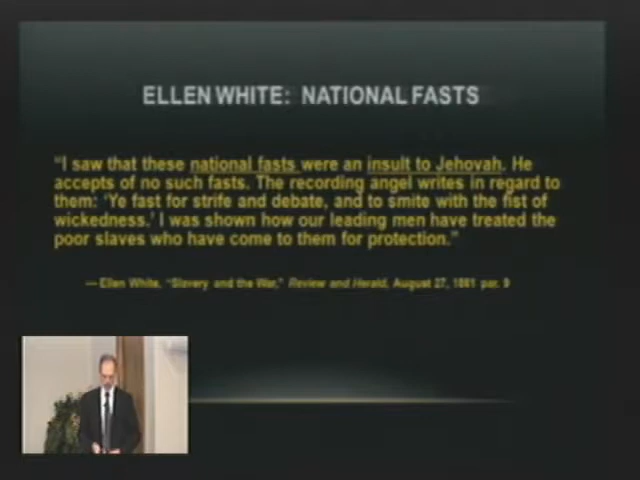 ELLEN WHITE: NATIONAL FASTS
"I saw that these national fasts were an insult to Jehovah. He
accepts of no such fasts. The recording angel writes in regard to
them: 'Ye fast for strife and debate, and to smite with the fist of
wickedness.' I was shown how our leading men have treated the
poor slaves who have come to them for protection."
—Ellen White, "Slavery and the War," Review and Herald, August 27, 1861 par. 9